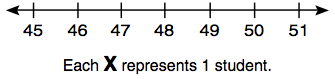 45 46 47 48 49 50 51
Each X represents 1 student.